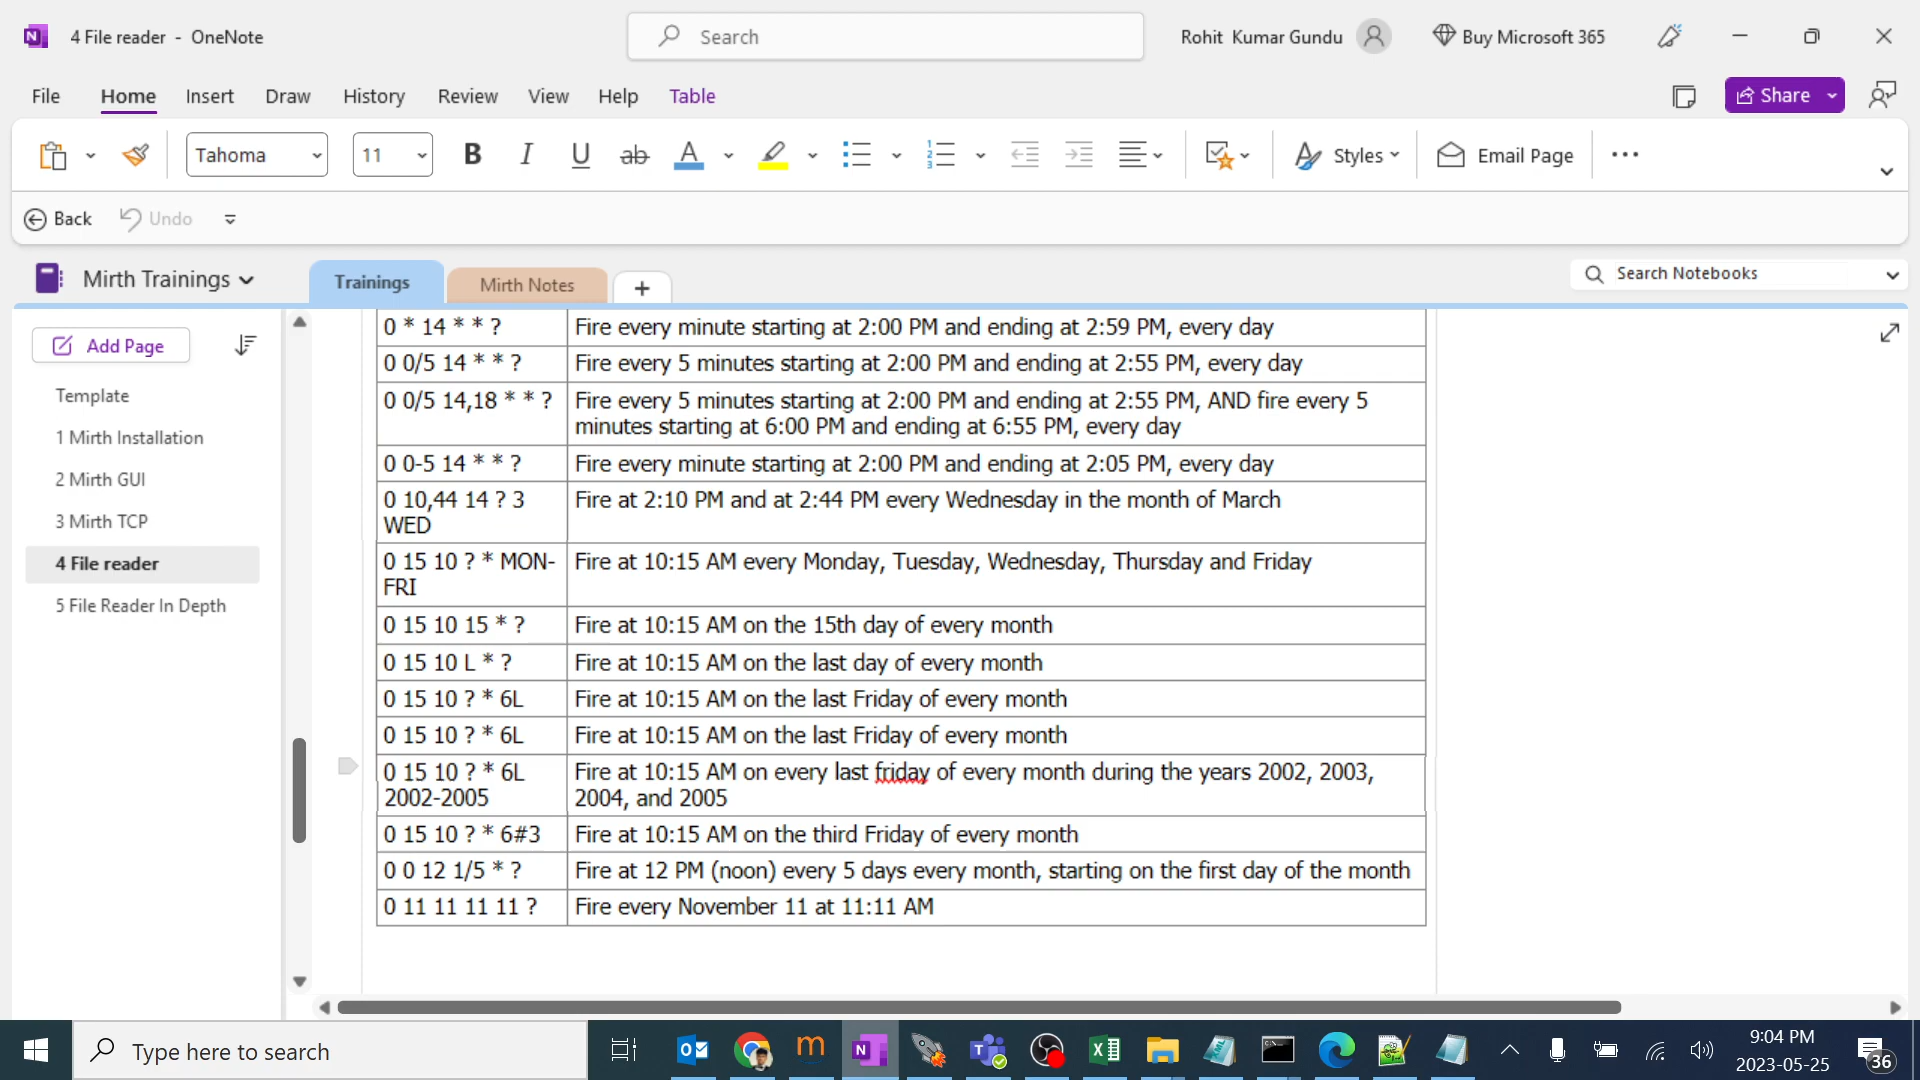 4 File reader - OneNote
Search
Rohit Kumar Gundu
Buy Microsoft 365
File Home Insert Draw History Review View Help Table
Share
Tahoma
11
B I U ab A
Styles
Email Page
Back
Undo
Mirth Trainings
Trainings
Mirth Notes
+
Search Notebooks
Add Page
Template
1 Mirth Installation
2 Mirth GUI
3 Mirth TCP
4 File reader
5 File Reader In Depth
0 * 14 * * ? Fire every minute starting at 2:00 PM and ending at 2:59 PM, every day
0 0/5 14 * * ? Fire every 5 minutes starting at 2:00 PM and ending at 2:55 PM, every day
0 0/5 14,18 * * ? Fire every 5 minutes starting at 2:00 PM and ending at 2:55 PM, AND fire every 5
minutes starting at 6:00 PM and ending at 6:55 PM, every day
0 0-5 14 * * ? Fire every minute starting at 2:00 PM and ending at 2:05 PM, every day
0 10,44 14 ? 3 Fire at 2:10 PM and at 2:44 PM every Wednesday in the month of March
WED
0 15 10 ? * MON- Fire at 10:15 AM every Monday, Tuesday, Wednesday, Thursday and Friday
FRI
0 15 10 15 * ? Fire at 10:15 AM on the 15th day of every month
0 15 10 L * ? Fire at 10:15 AM on the last day of every month
0 15 10 ? * 6L Fire at 10:15 AM on the last Friday of every month
0 15 10 ? * 6L Fire at 10:15 AM on the last Friday of every month
0 15 10 ? * 6L Fire at 10:15 AM on every last friday of every month during the years 2002, 2003,
2002-2005 2004, and 2005
0 15 10 ? * 6#3 Fire at 10:15 AM on the third Friday of every month
0 0 12 1/5 * ? Fire at 12 PM (noon) every 5 days every month, starting on the first day of the month
0 11 11 11 11 ? Fire every November 11 at 11:11 AM
Type here to search
9:04 PM
2023-05-25
36